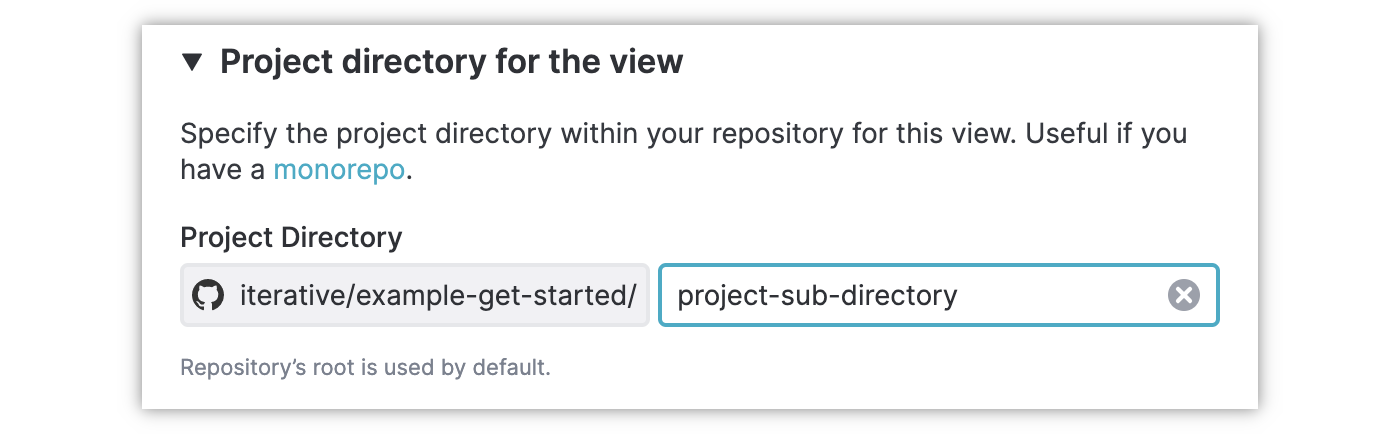 Project directory for the view
Specify the project directory within your repository for this view. Useful if you
have a monorepo.
Project Directory
iterative/example-get-started/ project-sub-directory
Repository’s root is used by default.